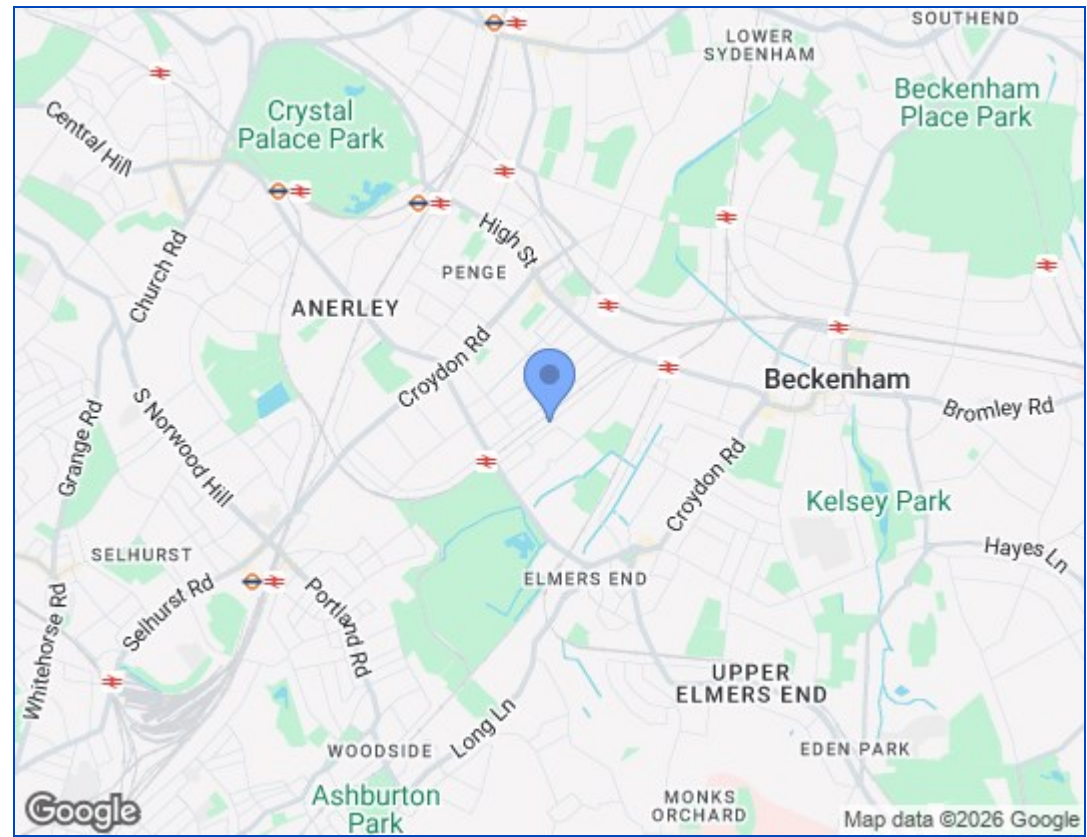 SOUTHEND
LOWER
SYDENHAM
Beckenham
Place Park
Crystal
Palace Park
Central Hill
High St
PENGE
Church Rd
ANERLEY
Croydon Rd
Beckenham
Bromley Rd
S Norwood Hill
Grange Rd
Croydon Rd
Kelsey Park
SELHURST
Hayes Ln
ELMERS END
Selhurst Rd
Portland Rd
Whitehorse Rd
UPPER
ELMERS END
Long Ln
WOODSIDE
EDEN PARK
Ashburton
Park
MONKS
ORCHARD
Google
Map data ©2026 Google